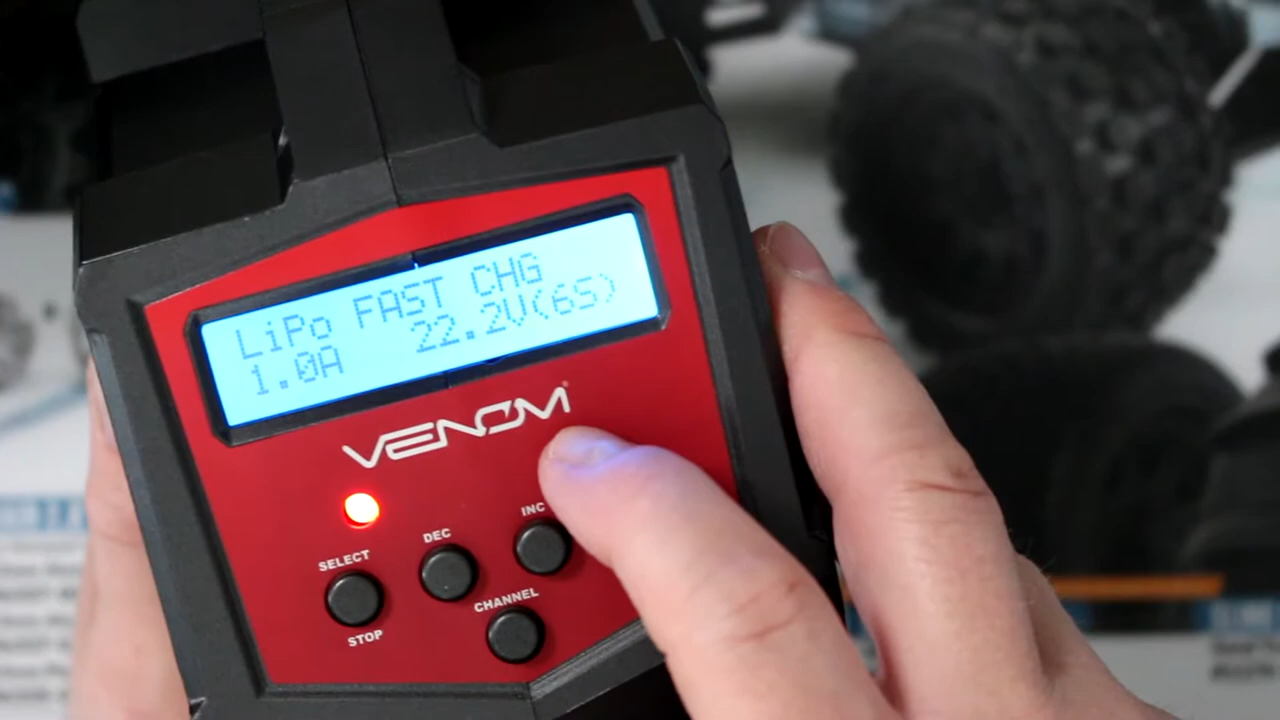 LiPo FAST CHG
1.0A 22.2V(6S)
VENOM®
INC
DEC
SELECT
CHANNEL
STOP